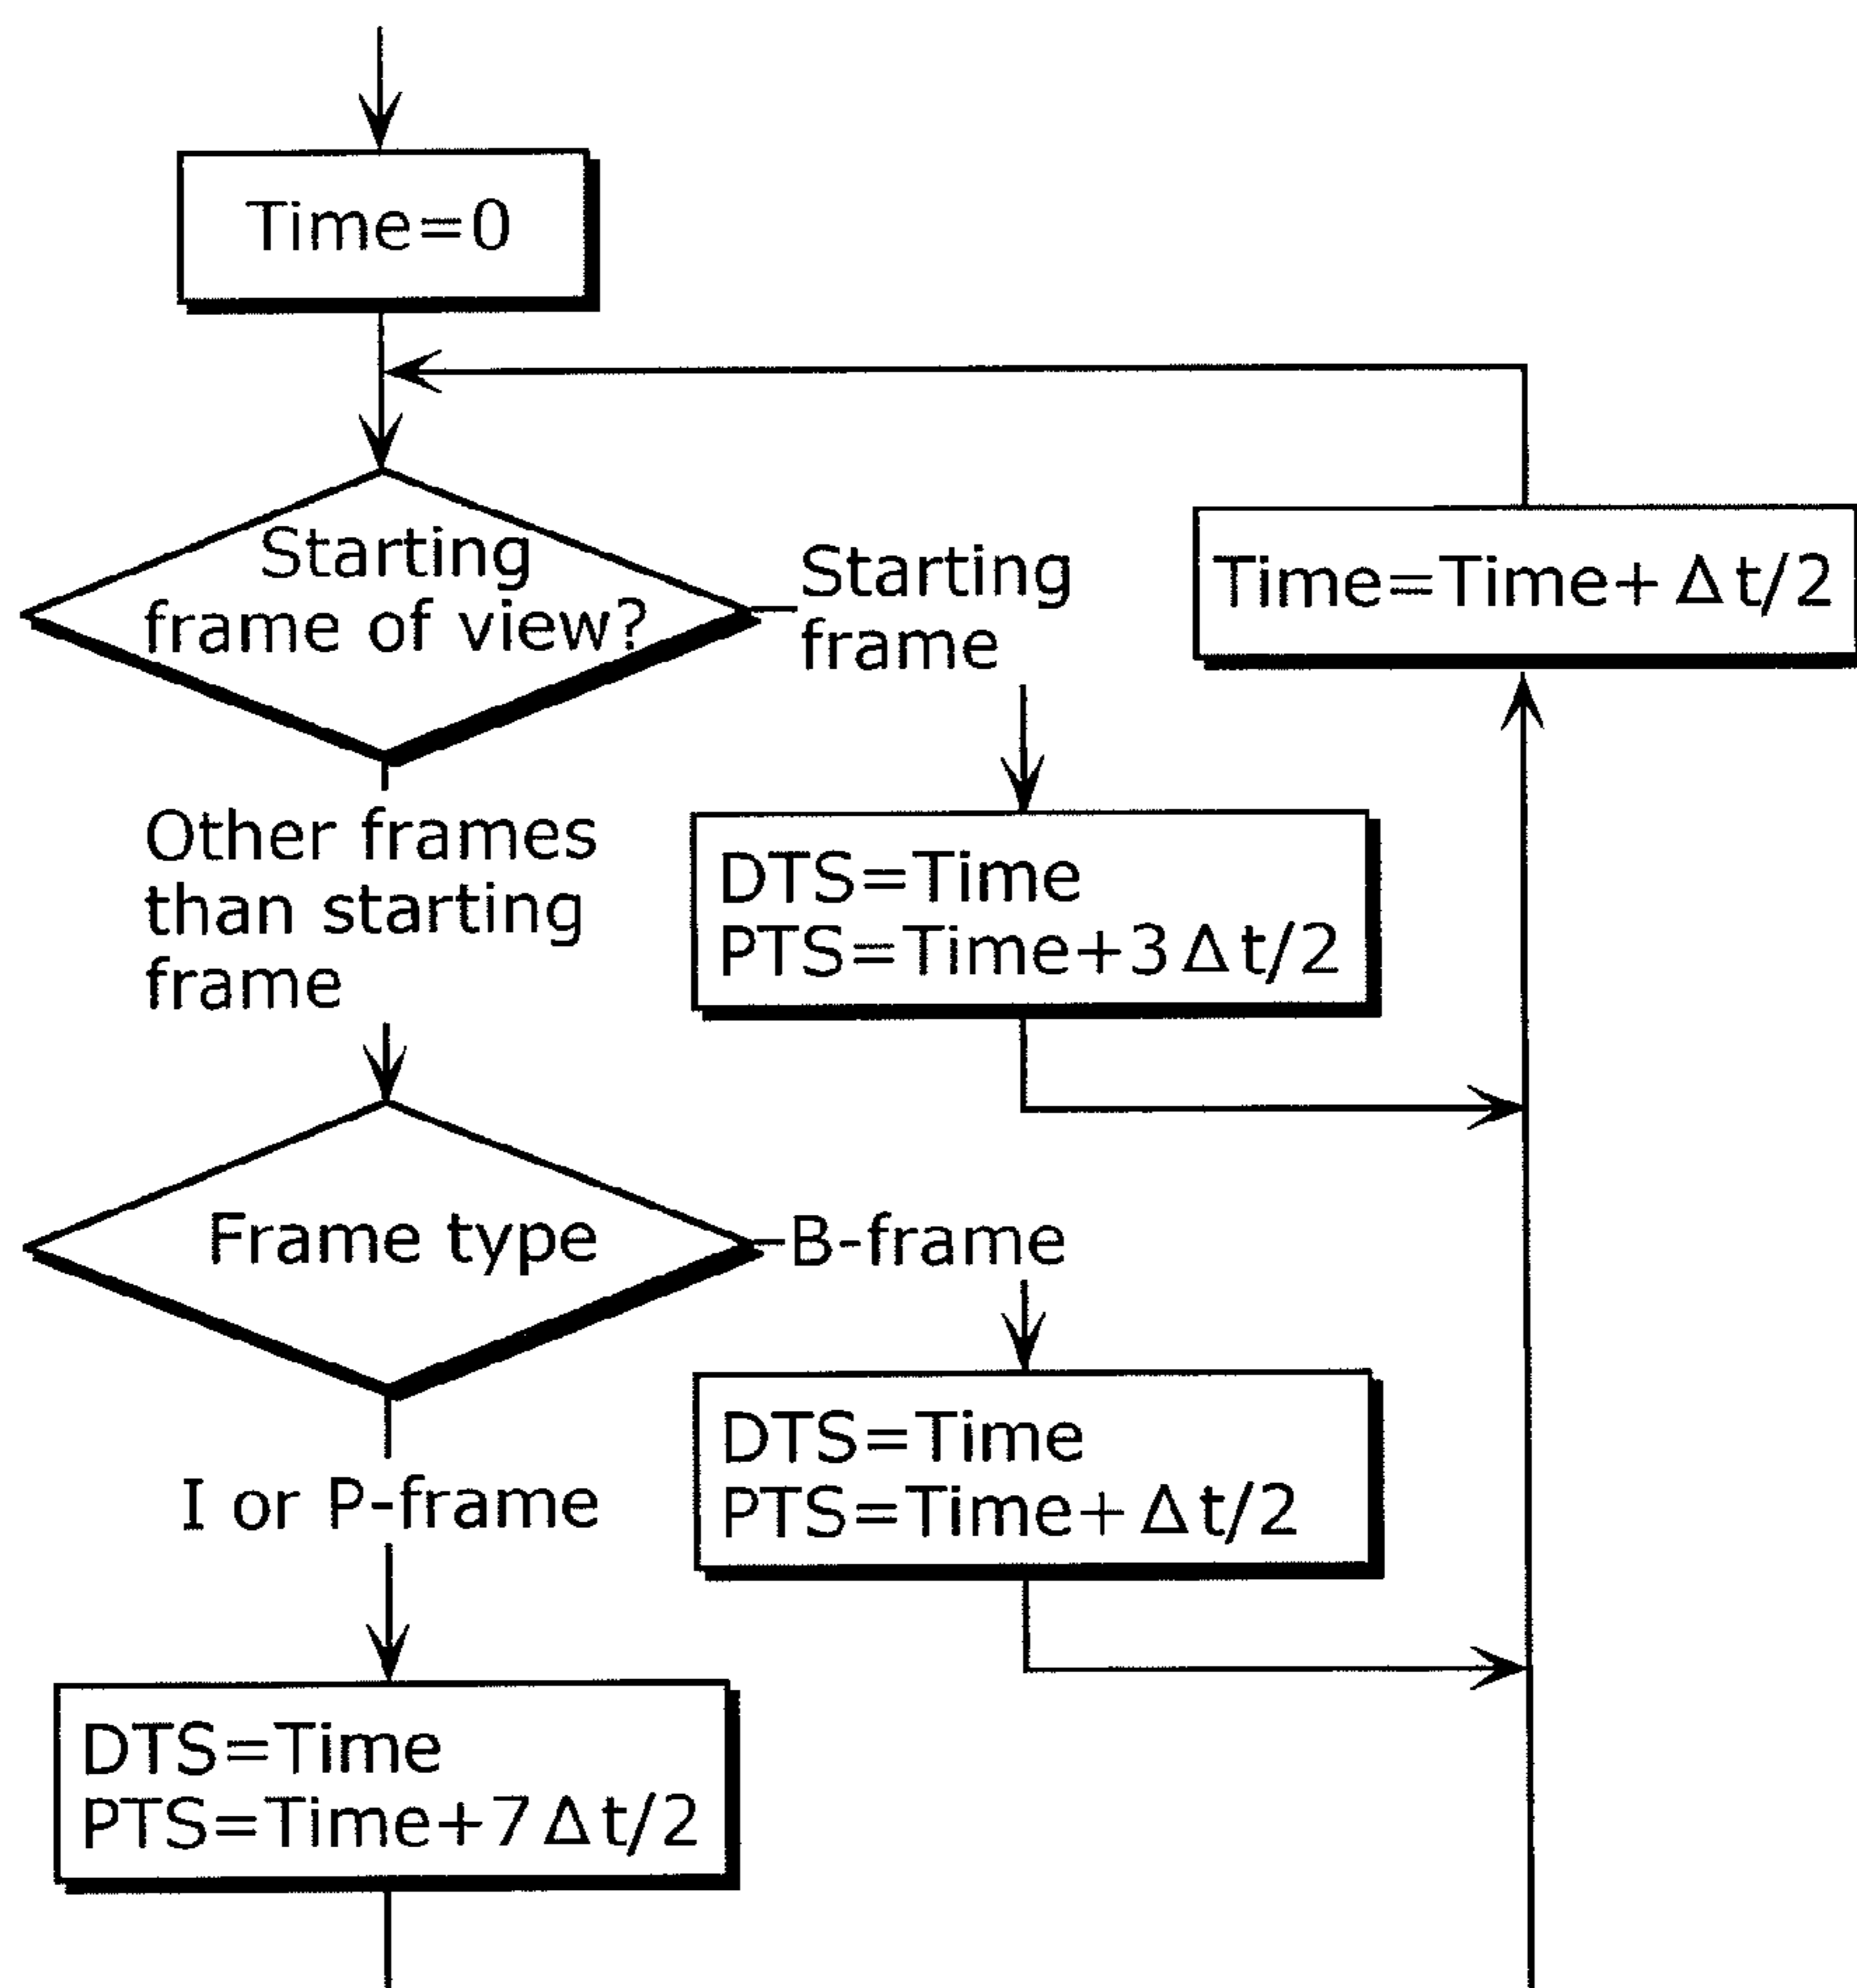 Time=0
Starting
frame of view?
Starting
frame
Time=Time+Δt/2
Other frames
than starting
frame
DTS=Time
PTS=Time+3Δt/2
Frame type
B-frame
DTS=Time
PTS=Time+Δt/2
I or P-frame
DTS=Time
PTS=Time+7Δt/2